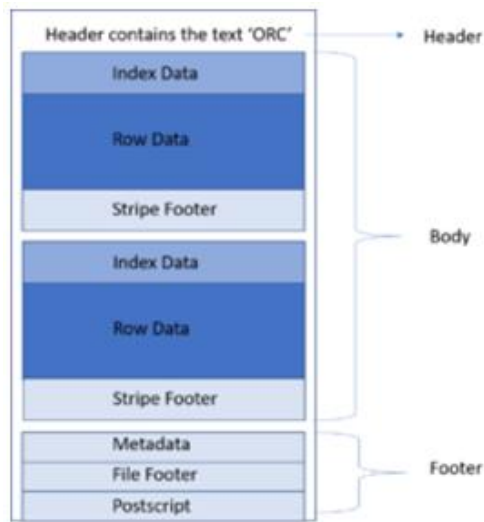 Header contains the text ‘ORC’
Header
Index Data
Row Data
Stripe Footer
Index Data
Row Data
Stripe Footer
Body
Metadata
File Footer
Postscript
Footer